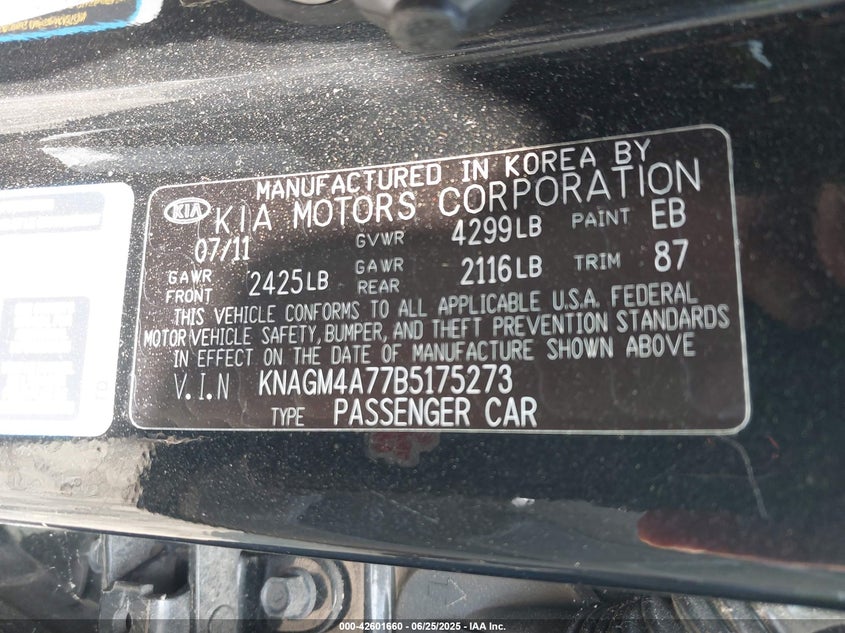 MANUFACTURED IN KOREA BY
KIA KIA MOTORS CORPORATION
07/11 GVWR 4299LB PAINT EB
GAWR FRONT 2425LB GAWR REAR 2116LB TRIM 87
THIS VEHICLE CONFORMS TO ALL APPLICABLE U.S.A. FEDERAL
MOTOR VEHICLE SAFETY, BUMPER, AND THEFT PREVENTION STANDARDS
IN EFFECT ON THE DATE OF MANUFACTURE SHOWN ABOVE
V.I.N KNAGM4A77B5175273
TYPE PASSENGER CAR
000-42601660 - 06/25/2025 - IAA Inc.